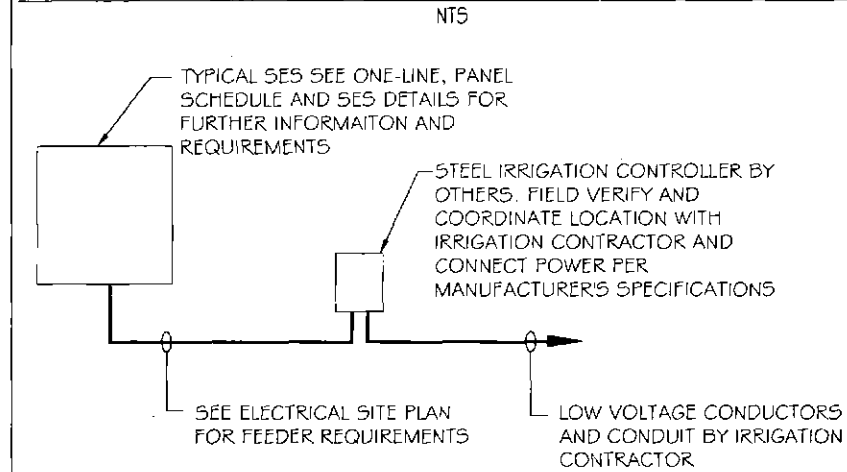 NTS
TYPICAL SES SEE ONE-LINE, PANEL
SCHEDULE AND SES DETAILS FOR
FURTHER INFORMAITON AND
REQUIREMENTS
STEEL IRRIGATION CONTROLLER BY
OTHERS. FIELD VERIFY AND
COORDINATE LOCATION WITH
IRRIGATION CONTRACTOR AND
CONNECT POWER PER
MANUFACTURER'S SPECIFICATIONS
SEE ELECTRICAL SITE PLAN
FOR FEEDER REQUIREMENTS
LOW VOLTAGE CONDUCTORS
AND CONDUIT BY IRRIGATION
CONTRACTOR